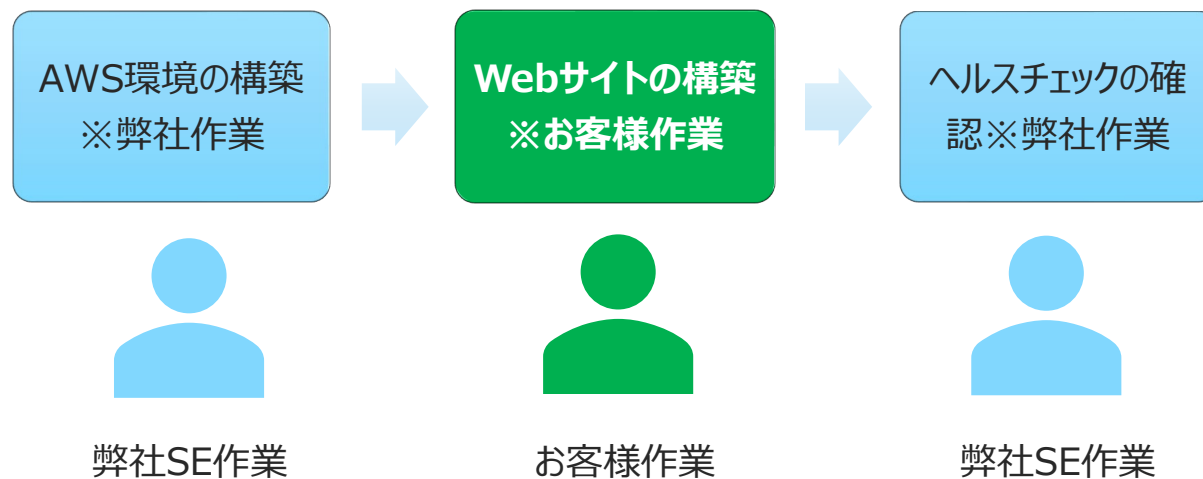 AWS環境の構築
※弊社作業
Webサイトの構築
※お客様作業
ヘルスチェックの確
認※弊社作業
弊社SE作業
お客様作業
弊社SE作業